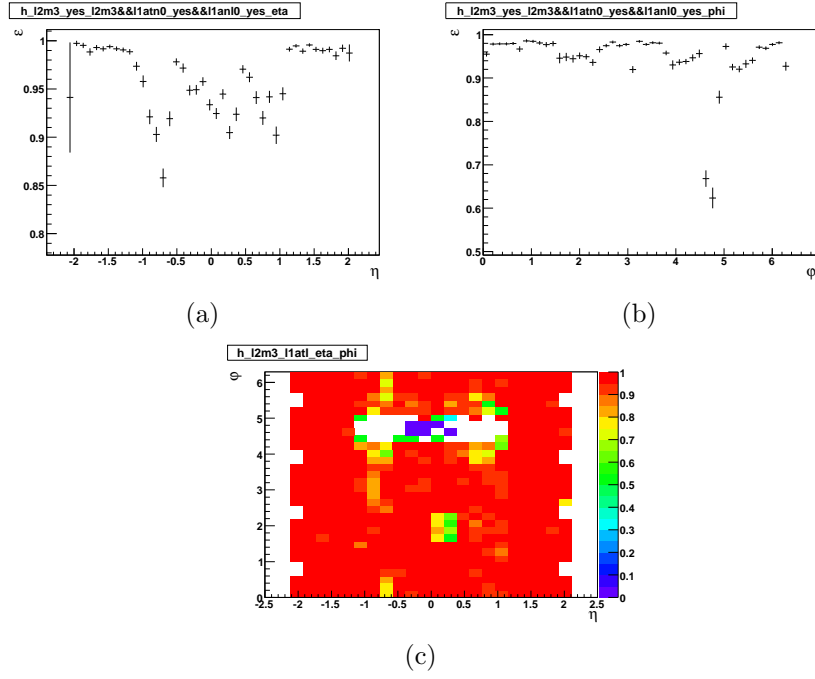 h_l2m3_yes_l2m3&&l1atn0_yes&&l1anl0_yes_eta
ε
1
0.95
0.9
0.85
0.8
-2 -1.5 -1 -0.5 0 0.5 1 1.5 2
η
(a)
h_l2m3_yes_l2m3&&l1atn0_yes&&l1anl0_yes_phi
ε
1
0.9
0.8
0.7
0.6
0.5
0 1 2 3 4 5 6
φ
(b)
h_l2m3_l1atl_eta_phi
φ
6
5
4
3
2
1
0
-2.5 -2 -1.5 -1 -0.5 0 0.5 1 1.5 2 2.5
η
1
0.9
0.8
0.7
0.6
0.5
0.4
0.3
0.2
0.1
0
(c)